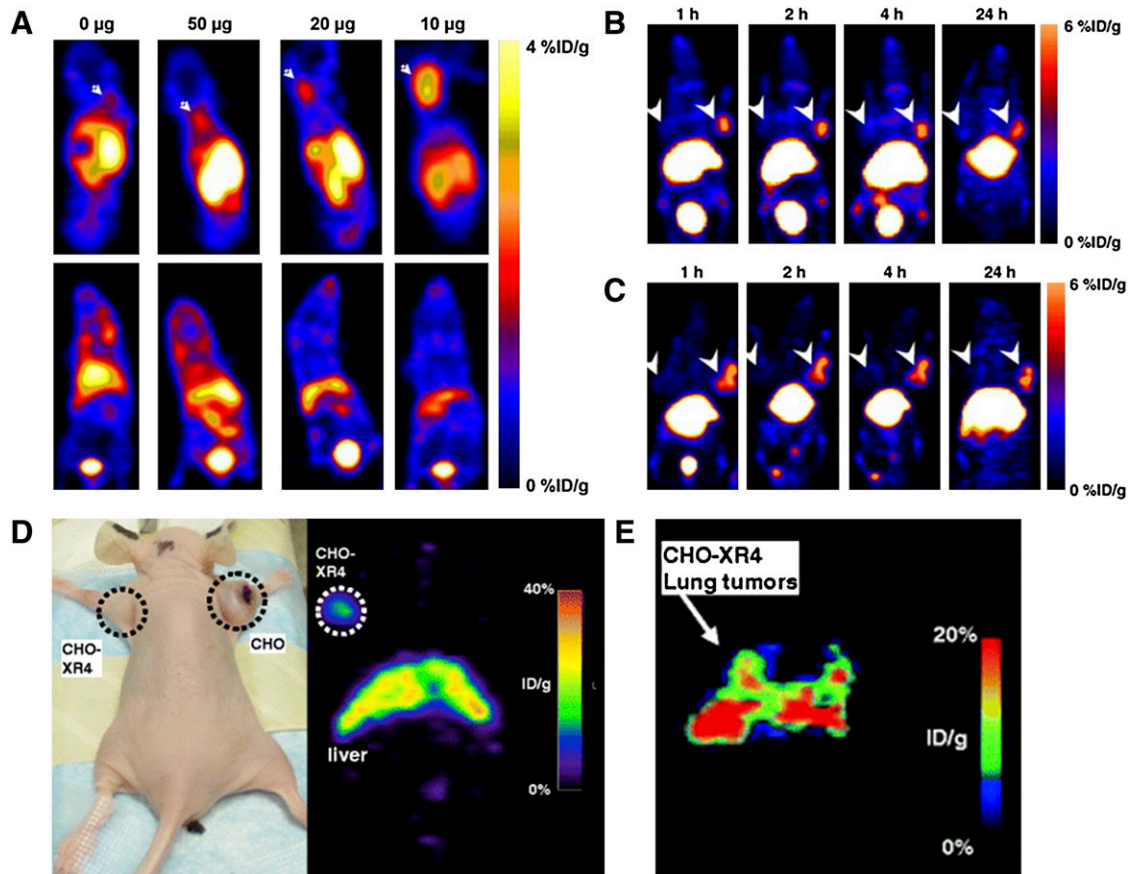 A
0 µg 50 µg 20 µg 10 µg
4 %ID/g
0 %ID/g
B
1 h 2 h 4 h 24 h
6 %ID/g
0 %ID/g
C
1 h 2 h 4 h 24 h
6 %ID/g
0 %ID/g
D
CHO-
XR4
CHO
CHO-
XR4
liver
40%
ID/g
0%
E
CHO-XR4
Lung tumors
20%
ID/g
0%